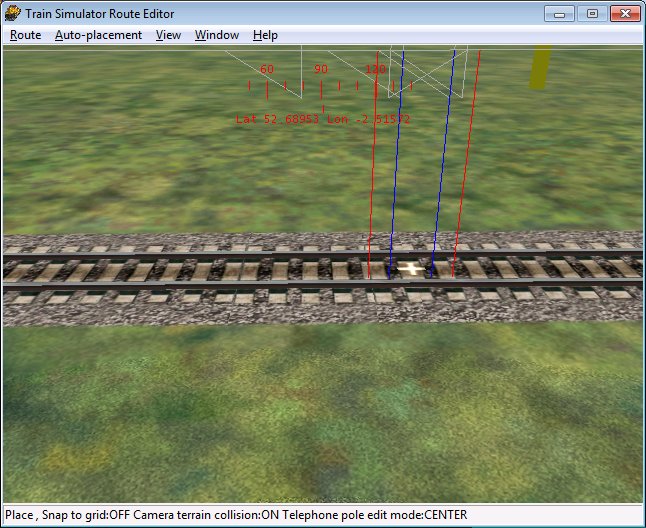 Train Simulator Route Editor
Route Auto-placement View Window Help
60 90 120
Lat 52.68953 Lon -2.51572
Place , Snap to grid:OFF Camera terrain collision:ON Telephone pole edit mode:CENTER